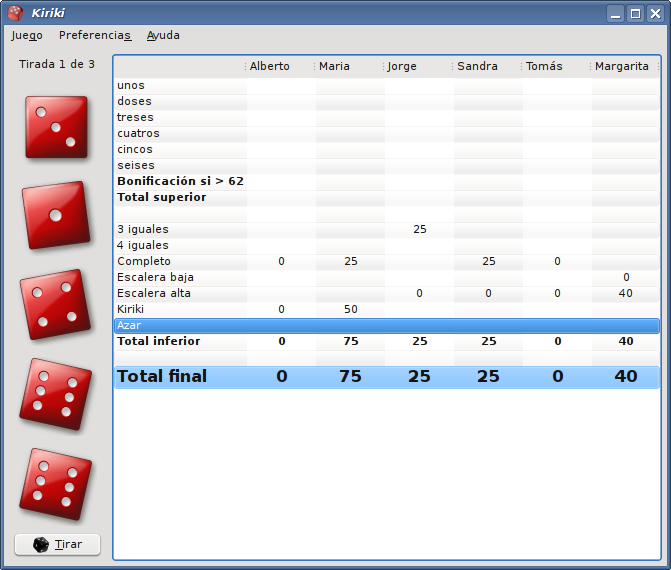 Kiriki
Juego Preferencias Ayuda
Tirada 1 de 3
Alberto Maria Jorge Sandra Tomás Margarita
unos
doses
treses
cuatros
cincos
seises
Bonificación si > 62
Total superior
3 iguales 25
4 iguales
Completo 0 25 25 0
Escalera baja 0
Escalera alta 0 0 0 40
Kiriki 0 50
Azar
Total inferior 0 75 25 25 0 40
Total final 0 75 25 25 0 40
Tirar